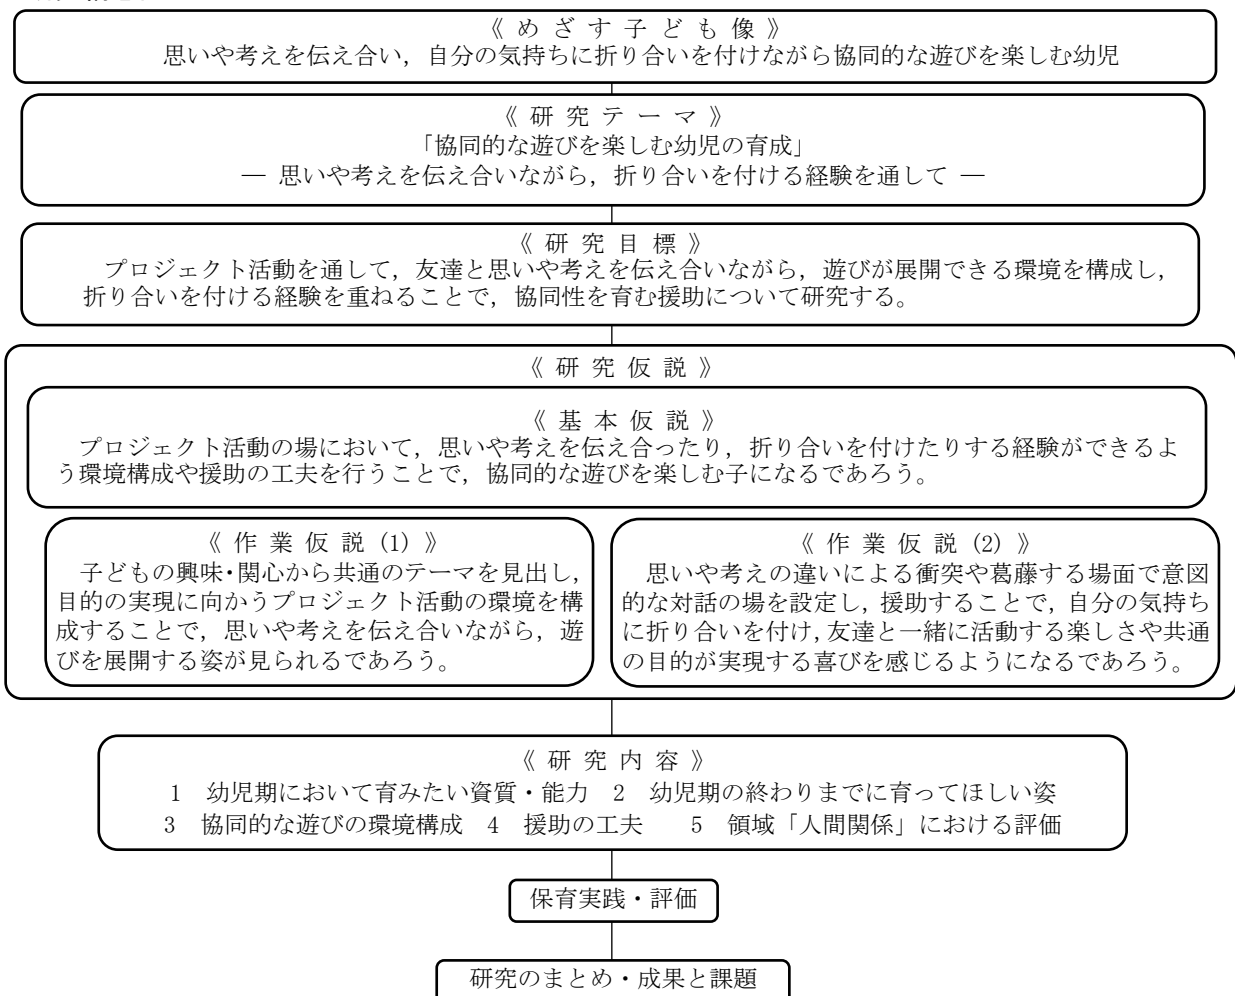 《 め ざ す 子 ど も 像 》
思いや考えを伝え合い，自分の気持ちに折り合いを付けながら協同的な遊びを楽しむ幼児
《 研 究 テ ー マ 》
「協同的な遊びを楽しむ幼児の育成」
― 思いや考えを伝え合いながら，折り合いを付ける経験を通して ―
《 研 究 目 標 》
プロジェクト活動を通して，友達と思いや考えを伝え合いながら，遊びが展開できる環境を構成し，
折り合いを付ける経験を重ねることで，協同性を育む援助について研究する。
《 研 究 仮 説 》
《 基 本 仮 説 》
プロジェクト活動の場において，思いや考えを伝え合ったり，折り合いを付けたりする経験ができるよ
う環境構成や援助の工夫を行うことで，協同的な遊びを楽しむ子になるであろう。
《 作 業 仮 説 (1) 》
子どもの興味・関心から共通のテーマを見出し，
目的の実現に向かうプロジェクト活動の環境を構
成することで，思いや考えを伝え合いながら，遊
びを展開する姿が見られるであろう。
《 作 業 仮 説 (2) 》
思いや考えの違いによる衝突や葛藤する場面で意図
的な対話の場を設定し，援助することで，自分の気持ち
に折り合いを付け，友達と一緒に活動する楽しさや共通
の目的が実現する喜びを感じるようになるであろう。
《 研 究 内 容 》
1 幼児期において育みたい資質・能力 2 幼児期の終わりまでに育ってほしい姿
3 協同的な遊びの環境構成 4 援助の工夫 5 領域「人間関係」における評価
保育実践・評価
研究のまとめ・成果と課題